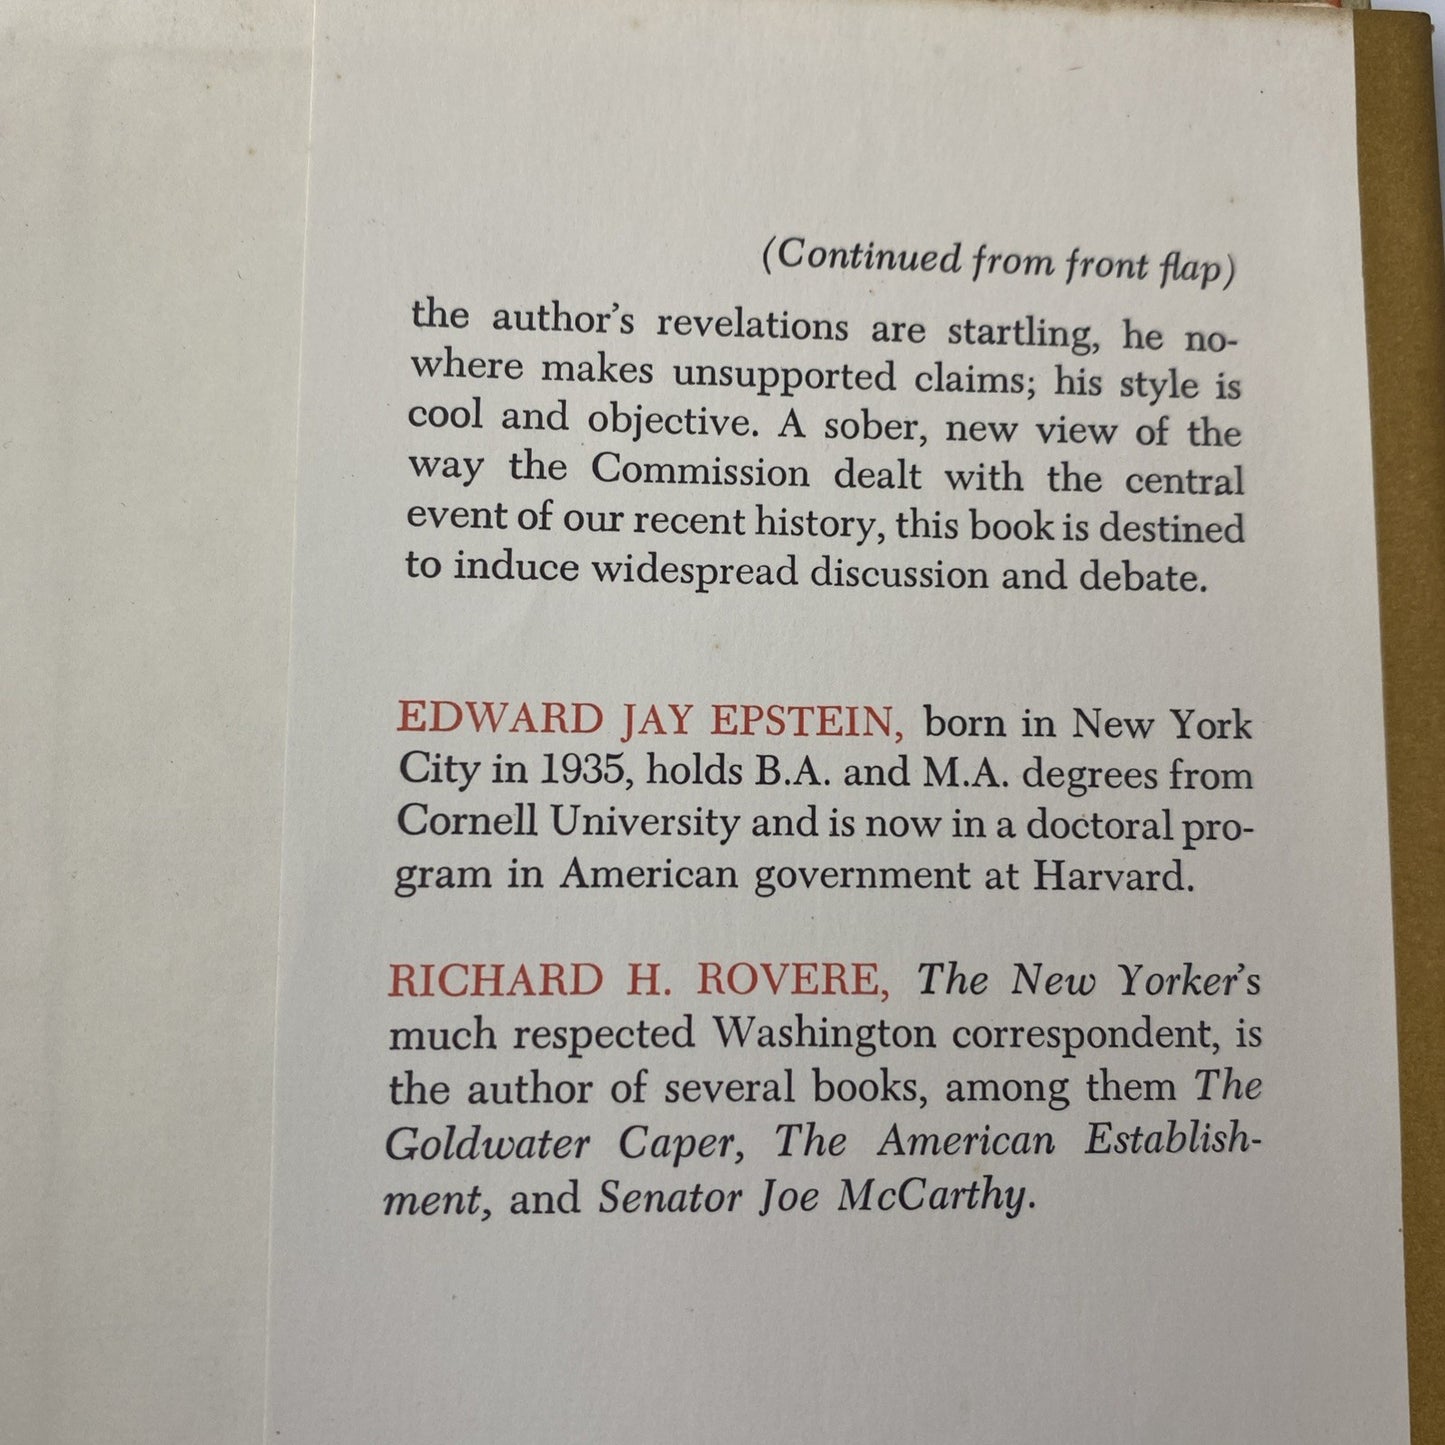 (Continued from front flap)
the author's revelations are startling, he no-
where makes unsupported claims; his style is
cool and objective. A sober, new view of the
way the Commission dealt with the central
event of our recent history, this book is destined
to induce widespread discussion and debate.
EDWARD JAY EPSTEIN, born in New York
City in 1935, holds B.A. and M.A. degrees from
Cornell University and is now in a doctoral pro-
gram in American government at Harvard.
RICHARD H. ROVERE, The New Yorker's
much respected Washington correspondent, is
the author of several books, among them The
Goldwater Caper, The American Establish-
ment, and Senator Joe McCarthy.